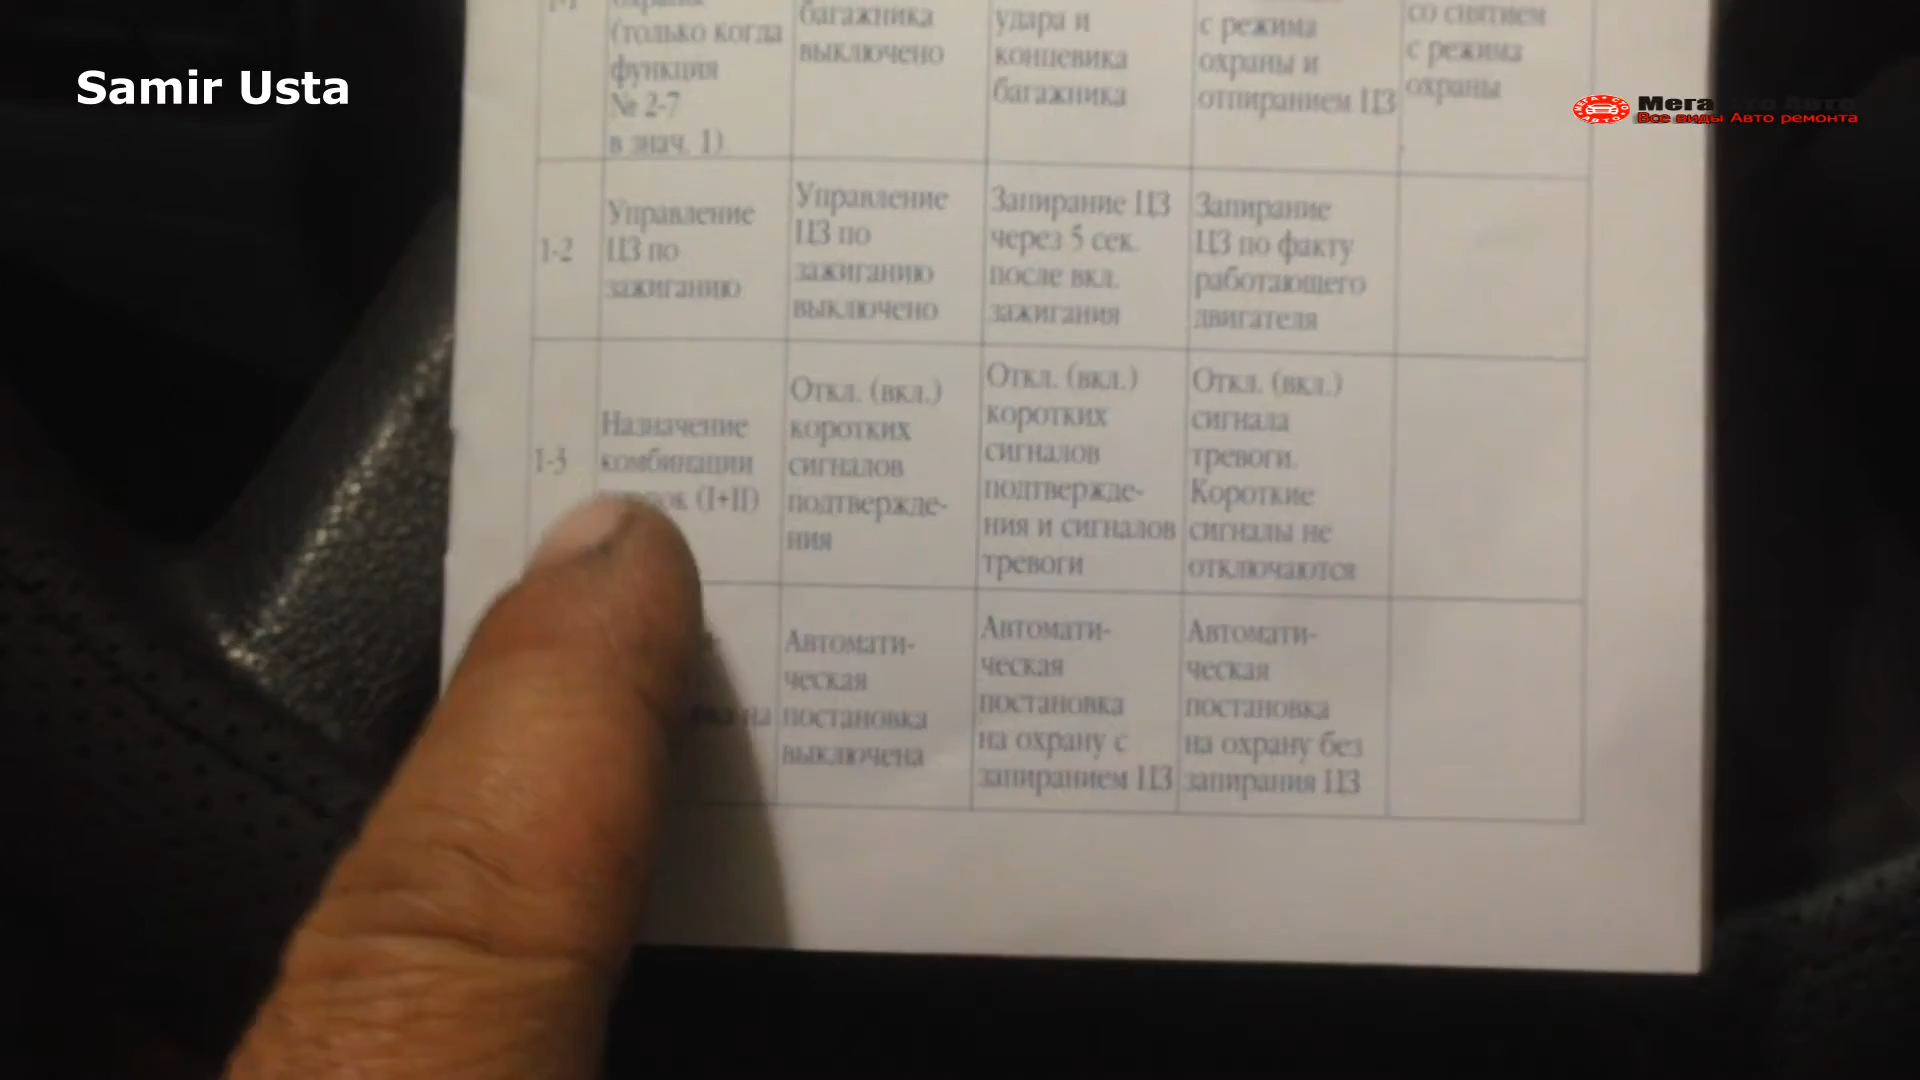 Samir Usta
Мега Сто Авто
Все виды Авто ремонта
(только когда
функция
№ 2-7
в знач. 1)
багажника
выключено
удара и
концевика
багажника
с режима
охраны и
отпиранием ЦЗ
со снятием
с режима
охраны
1-2
Управление
ЦЗ по
зажиганию
Управление
ЦЗ по
зажиганию
выключено
Запирание ЦЗ
через 5 сек.
после вкл.
зажигания
Запирание
ЦЗ по факту
работающего
двигателя
1-3
Назначение
комбинации
(I+II)
Откл. (вкл.)
коротких
сигналов
подтвержде-
ния
Откл. (вкл.)
коротких
сигналов
подтвержде-
ния и сигналов
тревоги
Откл. (вкл.)
сигнала
тревоги.
Короткие
сигналы не
отключаются
на
Автомати-
ческая
постановка
выключена
Автомати-
ческая
постановка
на охрану с
запиранием ЦЗ
Автомати-
ческая
постановка
на охрану без
запирания ЦЗ